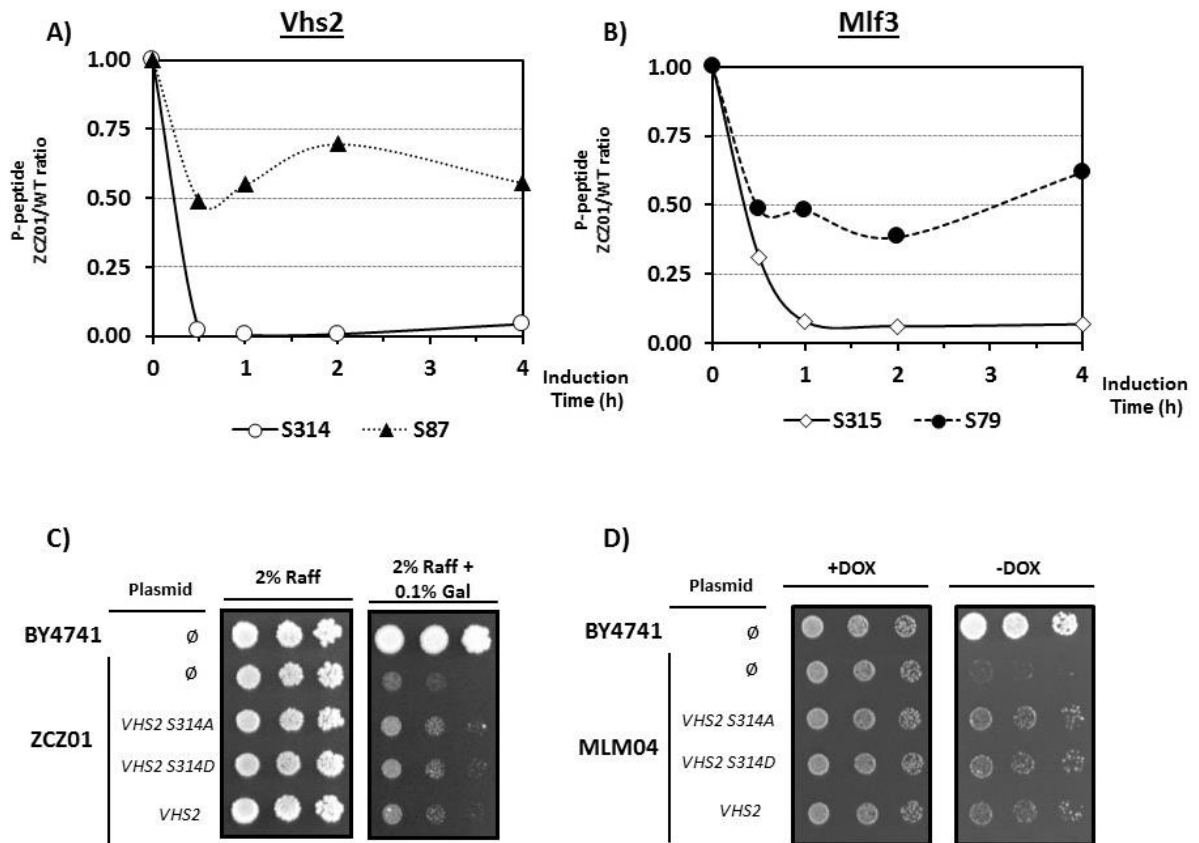 A)
Vhs2
P-peptide
ZCZ01/WT ratio
1.00
0.75
0.50
0.25
0.00
0
1
2
3
4
Induction
Time (h)
S314
S87
B)
Mlf3
P-peptide
ZCZ01/WT ratio
1.00
0.75
0.50
0.25
0.00
0
1
2
3
4
Induction
Time (h)
S315
S79
C)
Plasmid
2% Raff
2% Raff +
0.1% Gal
BY4741
Ø
ZCZ01
Ø
VHS2 S314A
VHS2 S314D
VHS2
D)
Plasmid
+DOX
-DOX
BY4741
Ø
MLM04
Ø
VHS2 S314A
VHS2 S314D
VHS2